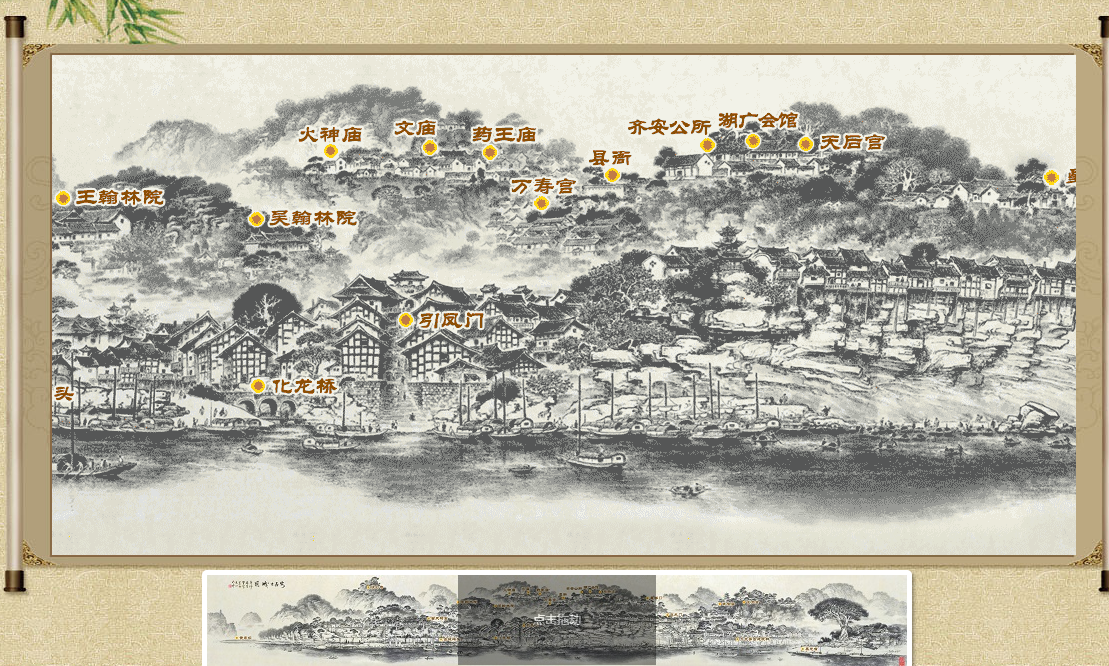 火神庙
文庙
药王庙
齐安公所
湖广会馆
天后宫
县衙
万寿宫
王翰林院
吴翰林院
引凤门
化龙桥
头
点击拖动